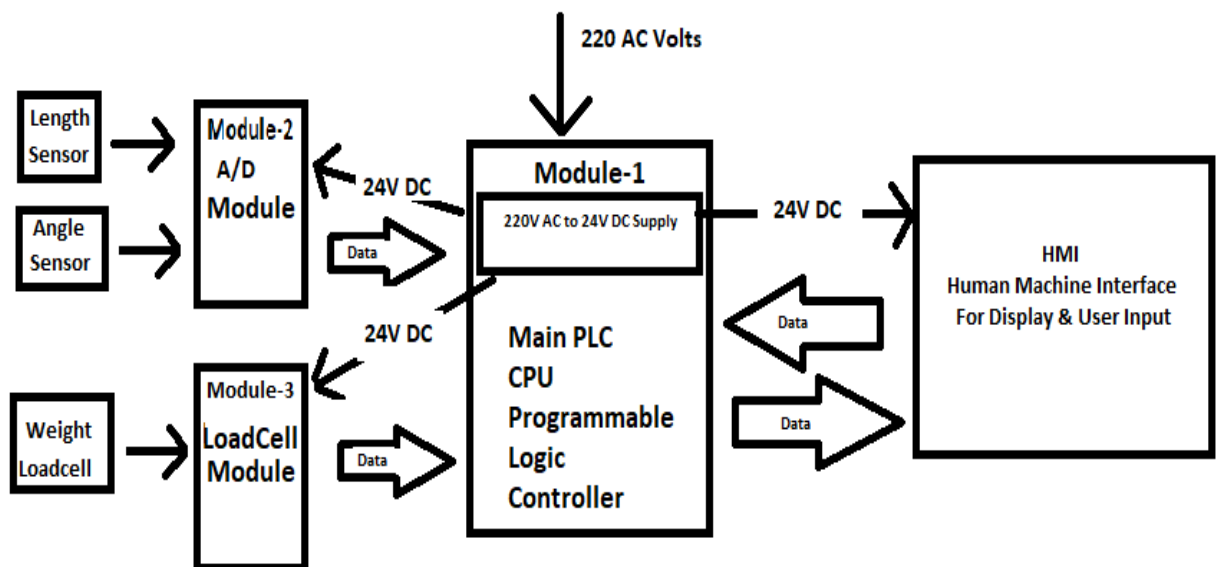 220 AC Volts
Length
Sensor
Angle
Sensor
Module-2
A/D
Module
24V DC
Data
24V DC
Weight
Loadcell
Module-3
LoadCell
Module
Data
Module-1
220V AC to 24V DC Supply
Main PLC
CPU
Programmable
Logic
Controller
24V DC
Data
Data
HMI
Human Machine Interface
For Display & User Input